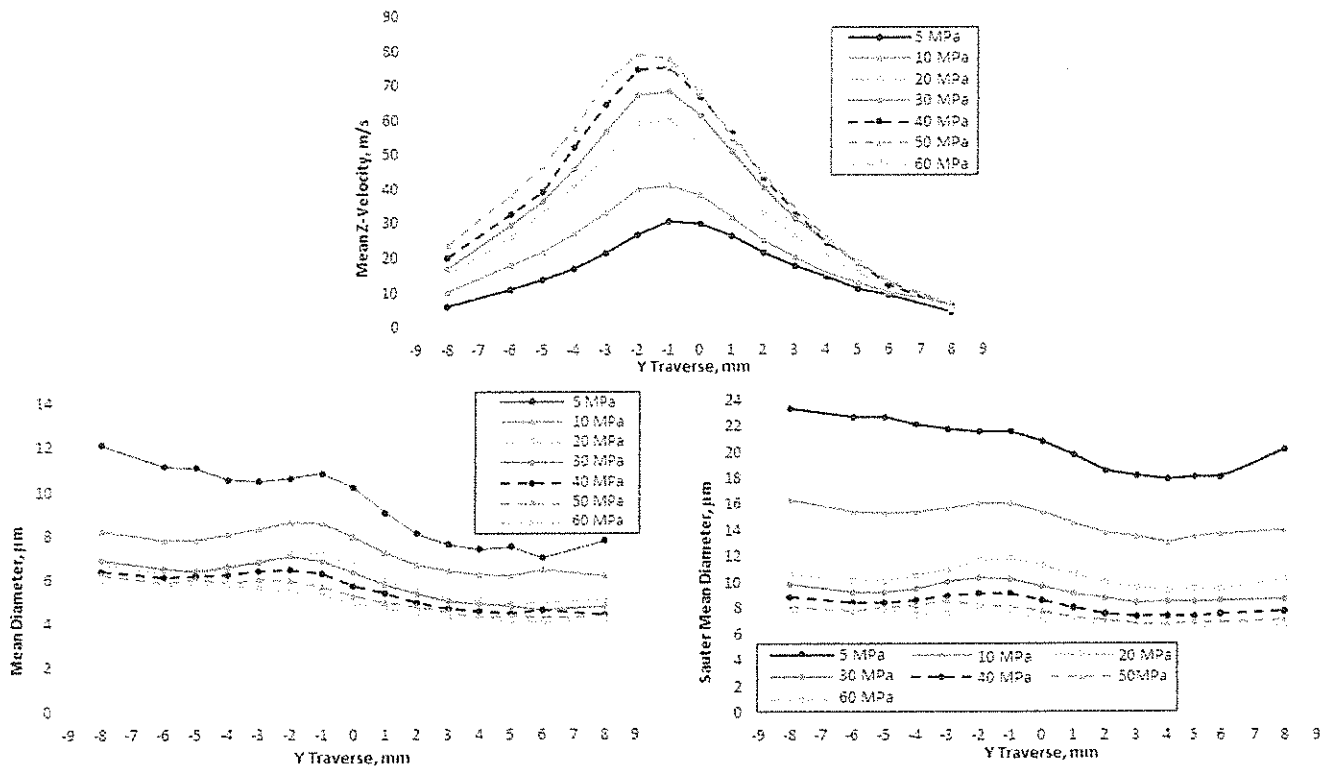 90
80
70
60
50
40
30
20
10
0
Mean Z-Velocity, m/s
5 MPa
10 MPa
20 MPa
30 MPa
40 MPa
50 MPa
60 MPa
-9 -8 -7 -6 -5 -4 -3 -2 -1 0 1 2 3 4 5 6 7 8 9
Y Traverse, mm
14
12
10
8
6
4
2
0
Mean Diameter, µm
5 MPa
10 MPa
20 MPa
30 MPa
40 MPa
50 MPa
60 MPa
-9 -8 -7 -6 -5 -4 -3 -2 -1 0 1 2 3 4 5 6 7 8 9
Y Traverse, mm
24
22
20
18
16
14
12
10
8
6
4
2
0
Sauter Mean Diameter, µm
5 MPa 10 MPa 20 MPa
30 MPa 40 MPa 50MPa
60 MPa
-9 -8 -7 -6 -5 -4 -3 -2 -1 0 1 2 3 4 5 6 7 8 9
Y Traverse, mm